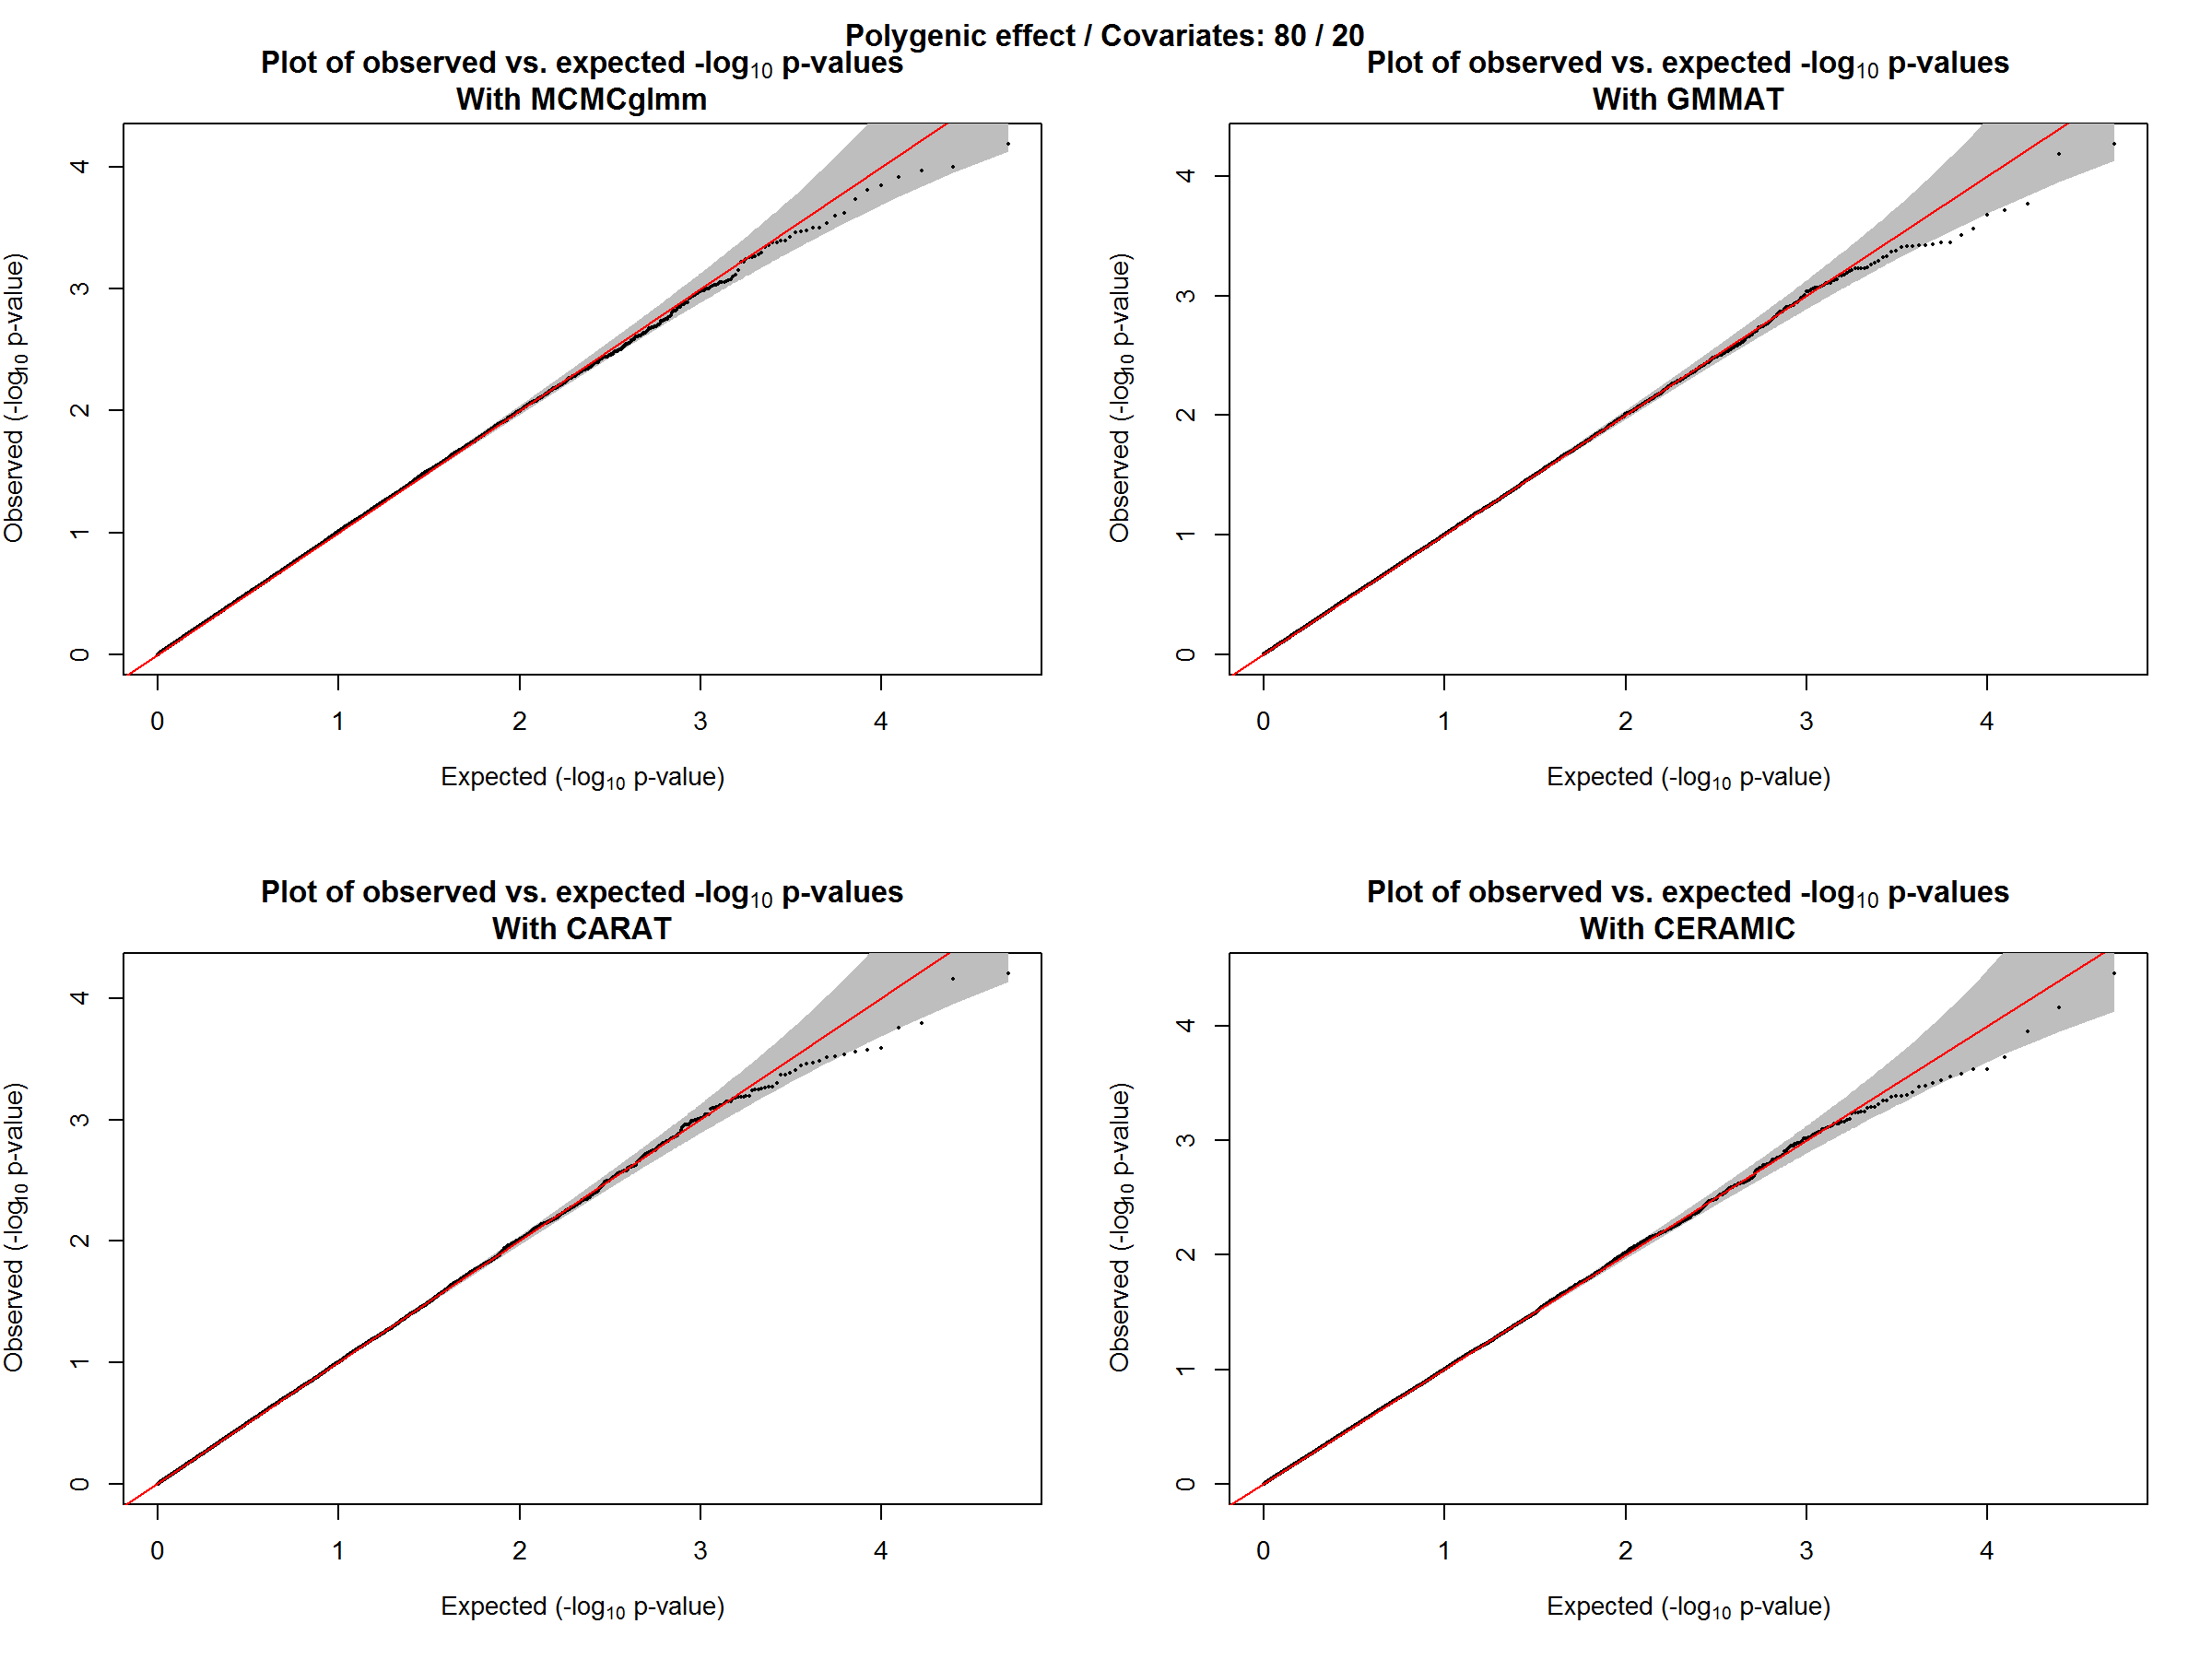 Polygenic effect / Covariates: 80 / 20
Plot of observed vs. expected -log10 p-values
With MCMCglmm
Observed (-log10 p-value)
4
3
2
1
0
0 1 2 3 4
Expected (-log10 p-value)
Plot of observed vs. expected -log10 p-values
With GMMAT
Observed (-log10 p-value)
4
3
2
1
0
0 1 2 3 4
Expected (-log10 p-value)
Plot of observed vs. expected -log10 p-values
With CARAT
Observed (-log10 p-value)
4
3
2
1
0
0 1 2 3 4
Expected (-log10 p-value)
Plot of observed vs. expected -log10 p-values
With CERAMIC
Observed (-log10 p-value)
4
3
2
1
0
0 1 2 3 4
Expected (-log10 p-value)